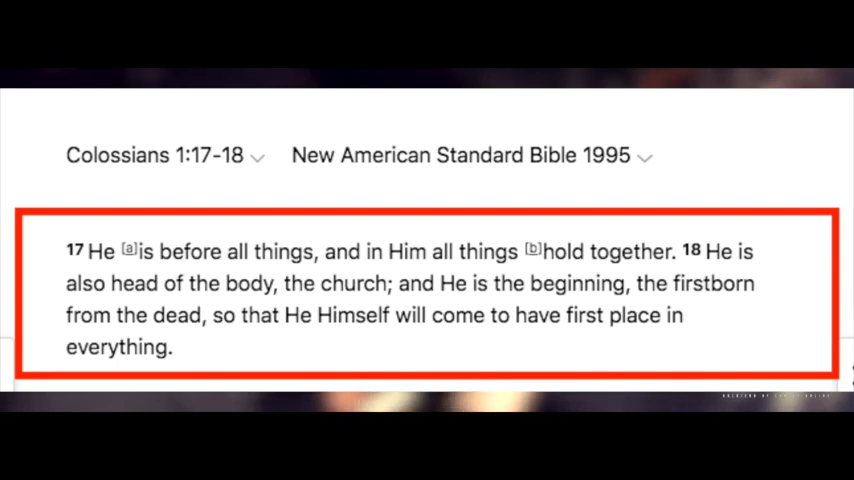 Colossians 1:17-18 New American Standard Bible 1995
17 He [a]is before all things, and in Him all things [b]hold together. 18 He is
also head of the body, the church; and He is the beginning, the firstborn
from the dead, so that He Himself will come to have first place in
everything.